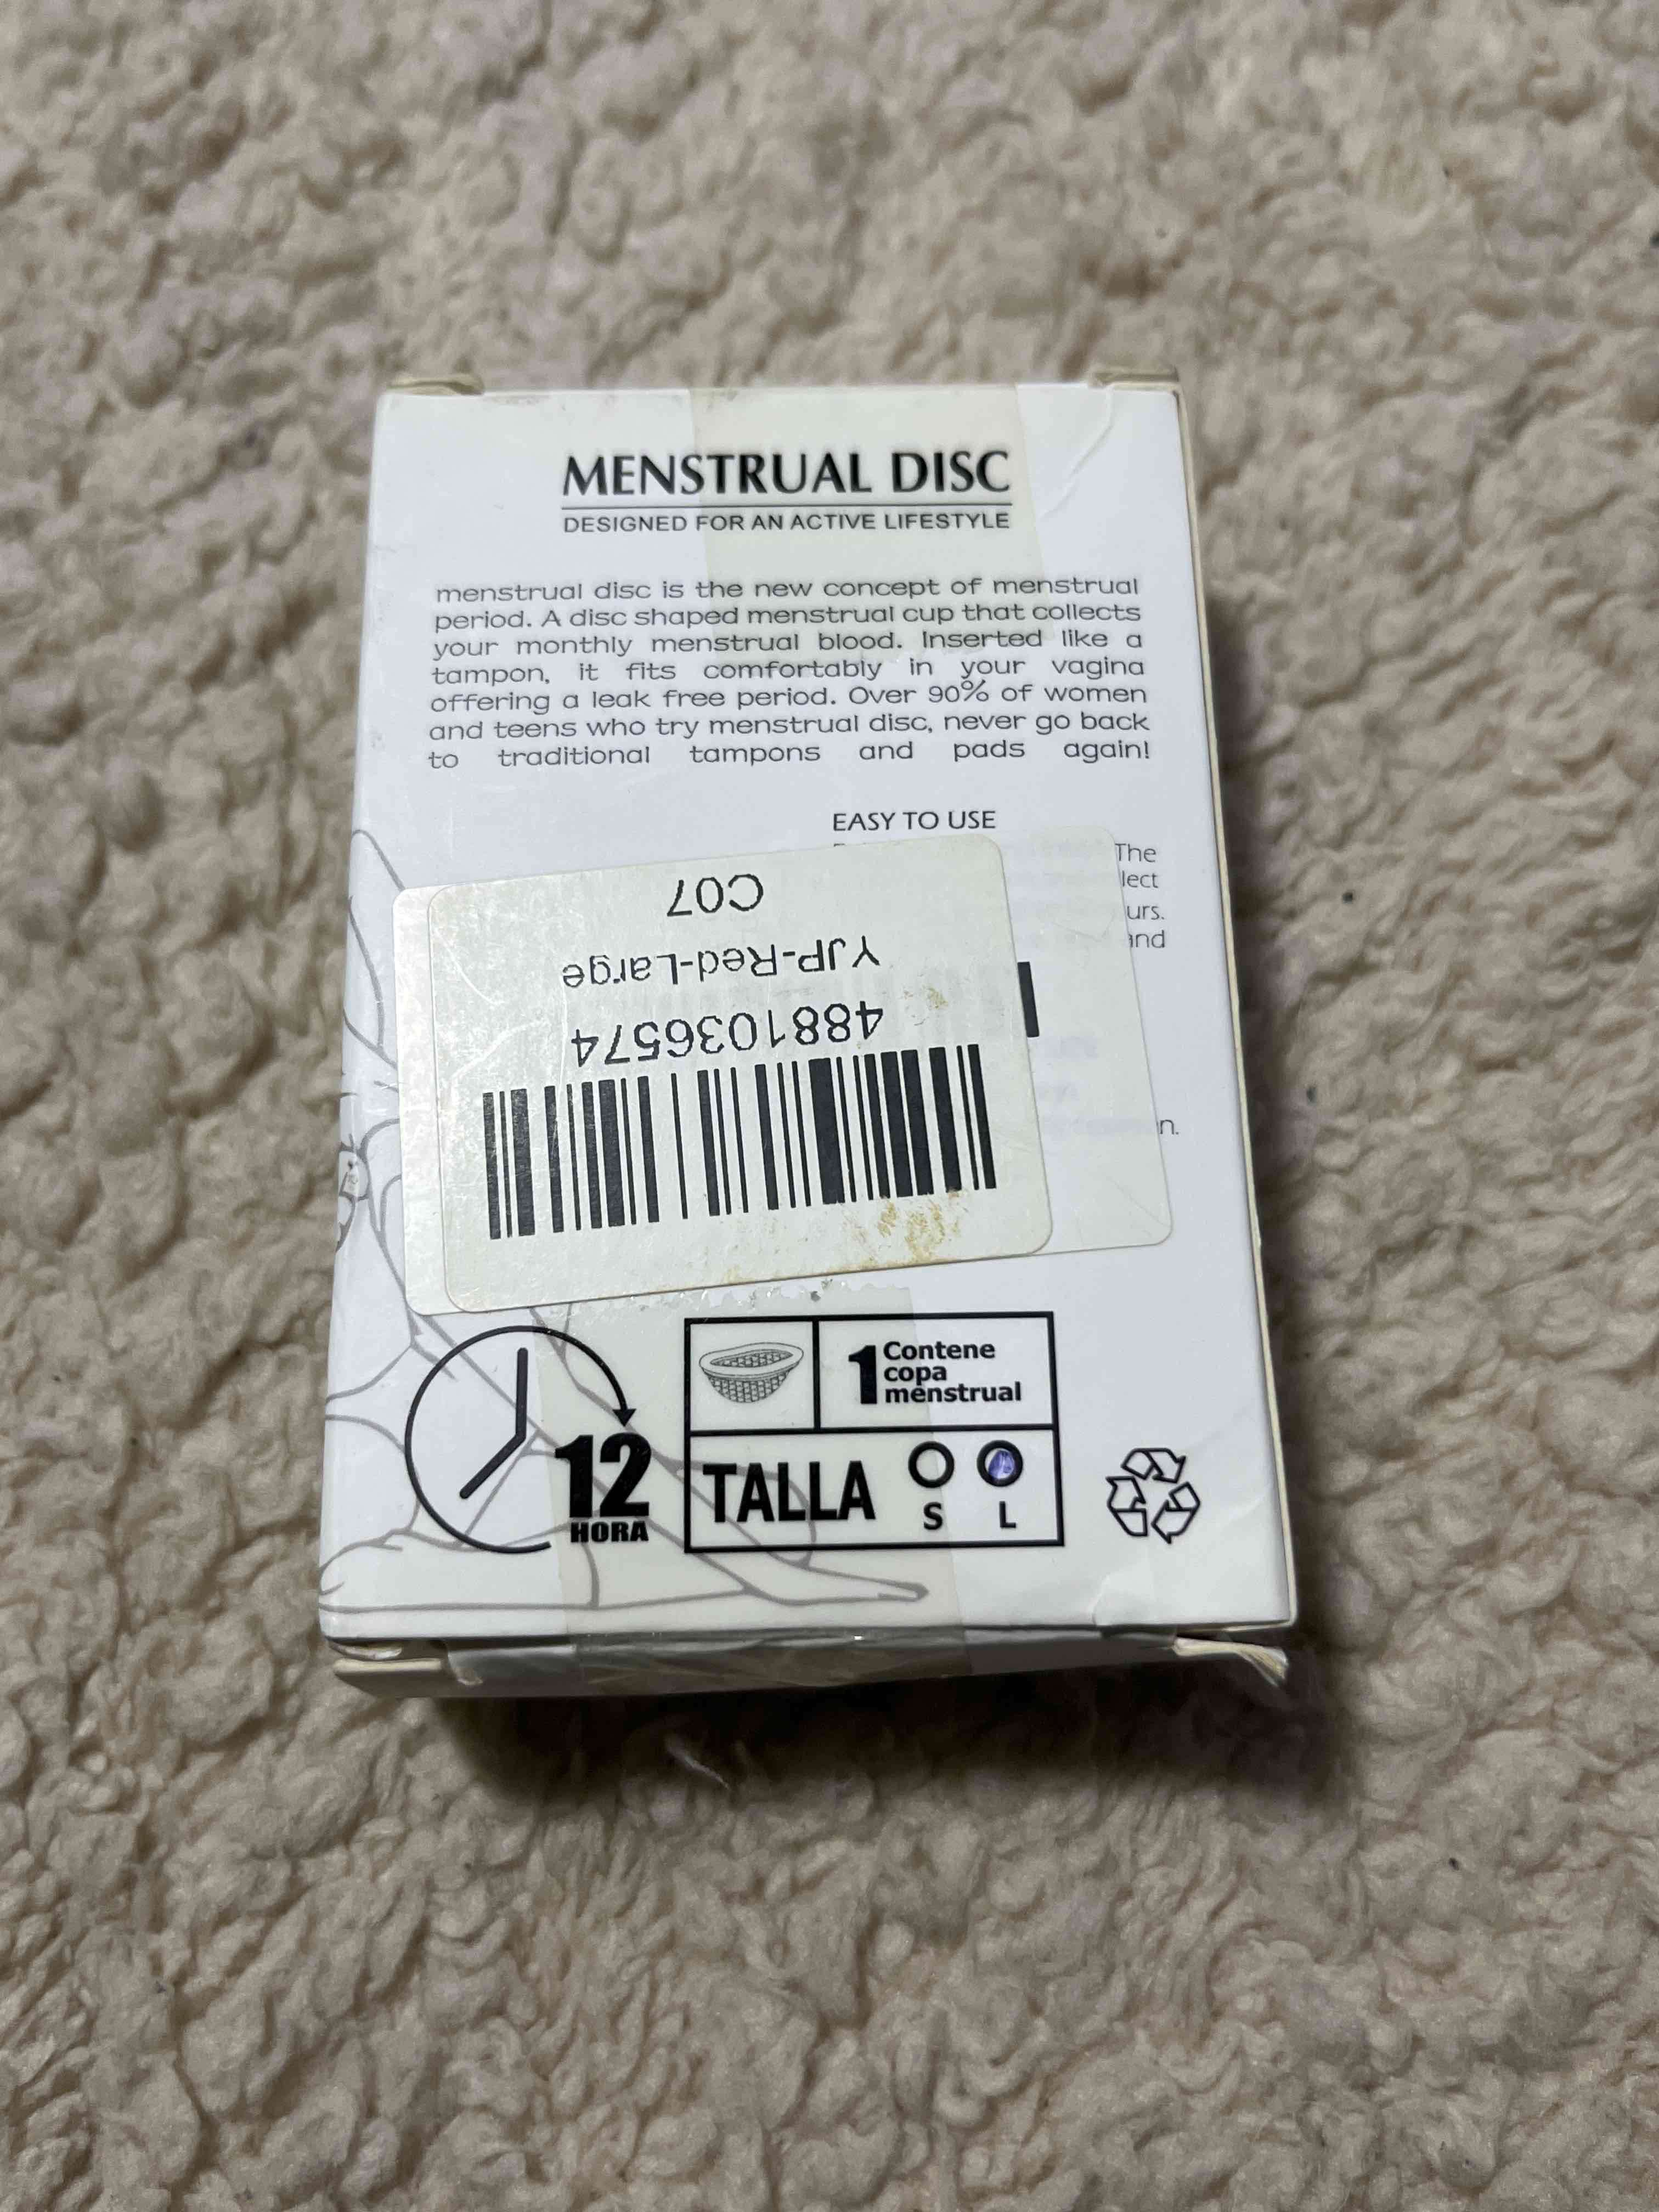 MENSTRUAL DISC
DESIGNED FOR AN ACTIVE LIFESTYLE
menstrual disc is the new concept of menstrual
period. A disc shaped menstrual cup that collects
your monthly menstrual blood. Inserted like a
tampon, it fits comfortably in your vagina
offering a leak free period. Over 90% of women
and teens who try menstrual disc, never go back
to traditional tampons and pads again!
EASY TO USE
The
lect
urs.
and
n.
C07
YJP-Red-Large
4881036574
12
HORA
1 Contene
copa
menstrual
TALLA
S L